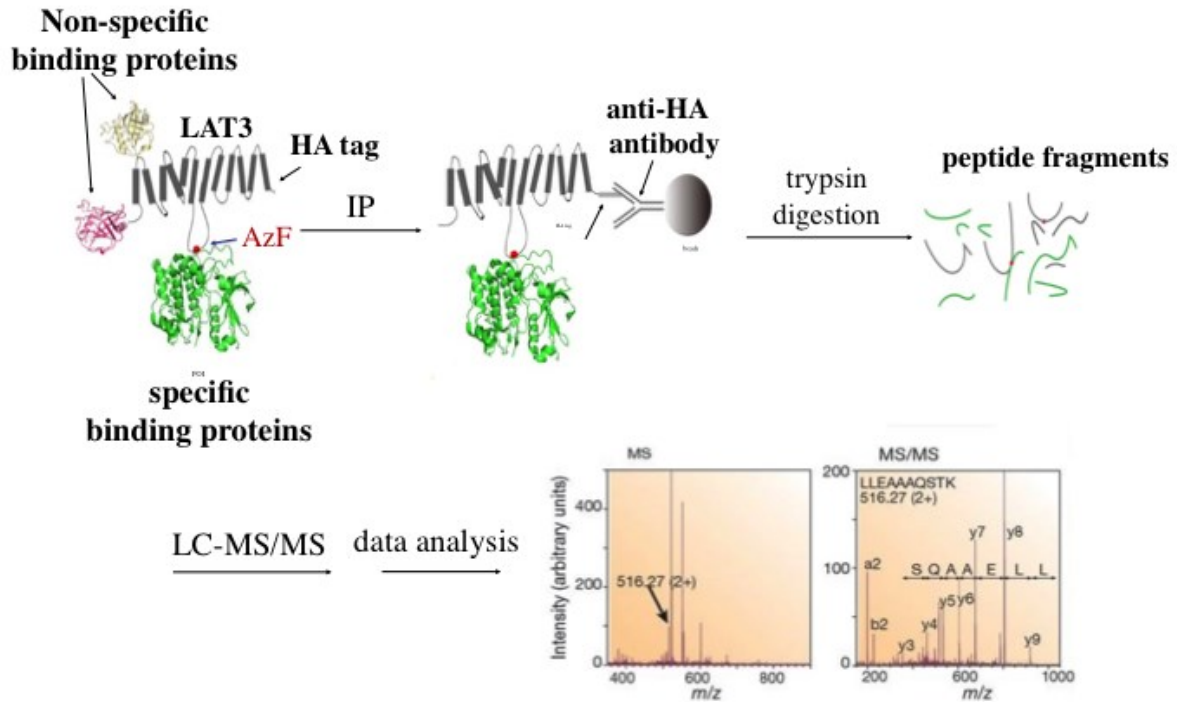 Non-specific
binding proteins
LAT3
HA tag
AzF
IP
anti-HA
antibody
trypsin
digestion
peptide fragments
specific
binding proteins
LC-MS/MS
data analysis
MS
Intensity (arbitrary units)
400
200
0
516.27 (2+)
400 600 800
m/z
MS/MS
200
100
0
LLEAAAQSTK
516.27 (2+)
y7
y8
S Q A A E L L
a2
b2
y3
y4
y5
y6
y9
200 600 1000
m/z